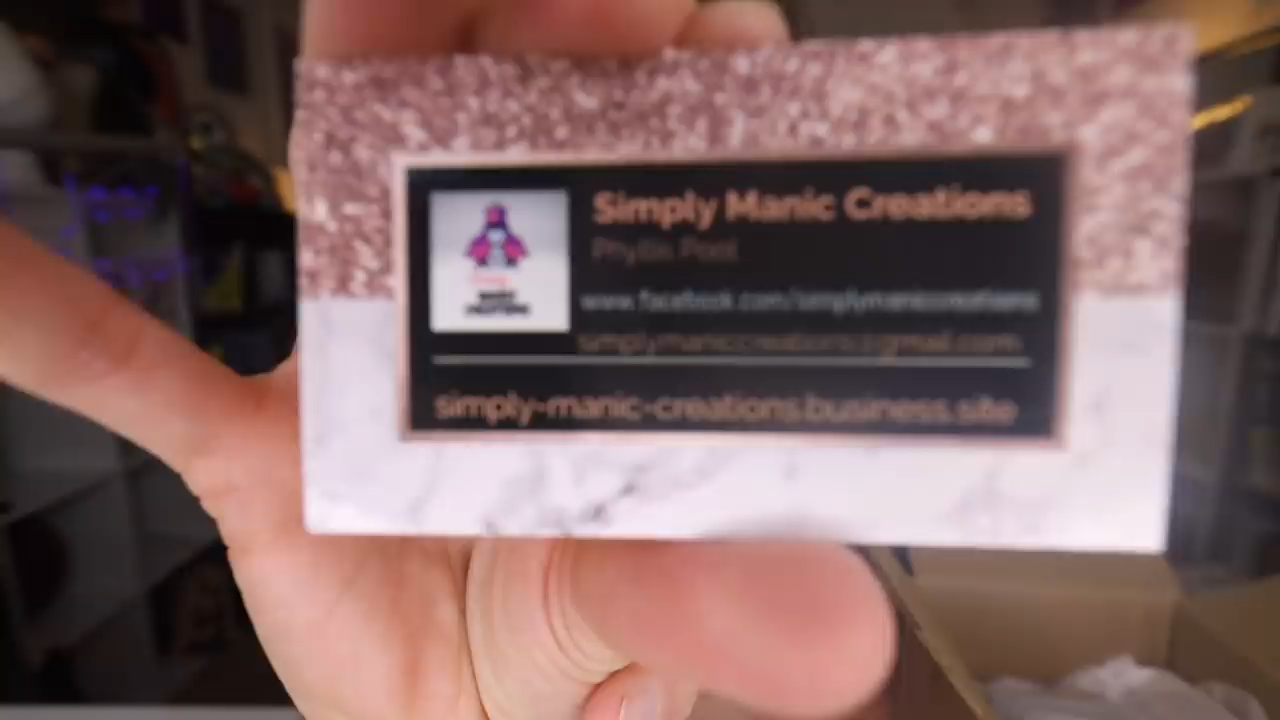 Simply Manic Creations
www.facebook.com/simplymaniccreations
simplymaniccreations@gmail.com
simply-manic-creations.business.site